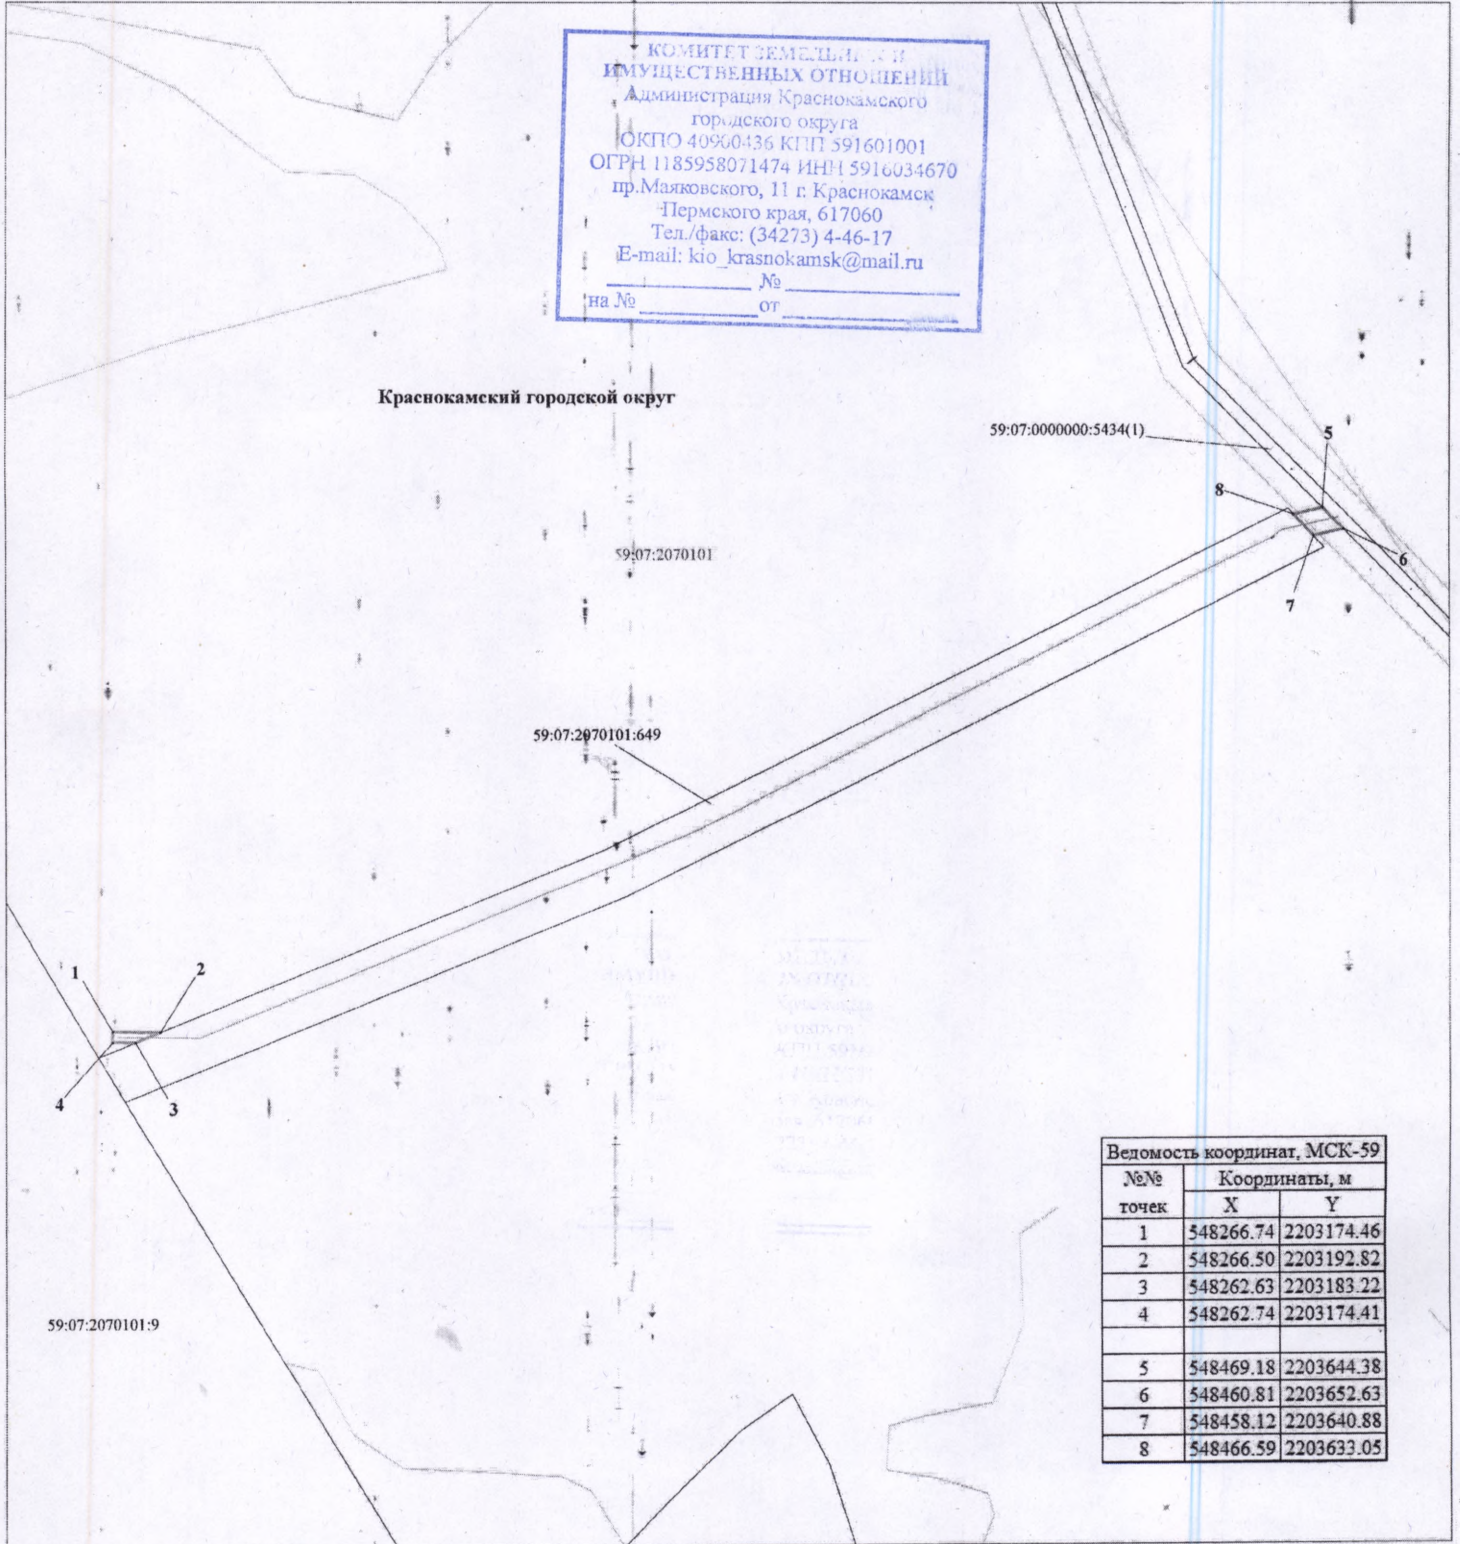 КОМИТЕТ ЗЕМЕЛЬНЫХ И
ИМУЩЕСТВЕННЫХ ОТНОШЕНИЙ
Администрация Краснокамского
городского округа
ОКПО 40900436 КПП 591601001
ОГРН 1185958071474 ИНН 5916034670
пр.Маяковского, 11 г. Краснокамск
Пермского края, 617060
Тел./факс: (34273) 4-46-17
E-mail: kio_krasnokamsk@mail.ru
№
на № от
Краснокамский городской округ
59:07:0000000:5434(1)
5
8
59:07:2070101
6
7
59:07:2070101:649
1
2
4
3
59:07:2070101:9
Ведомость координат, МСК-59
№№ Координаты, м
точек X Y
1 548266.74 2203174.46
2 548266.50 2203192.82
3 548262.63 2203183.22
4 548262.74 2203174.41
5 548469.18 2203644.38
6 548460.81 2203652.63
7 548458.12 2203640.88
8 548466.59 2203633.05